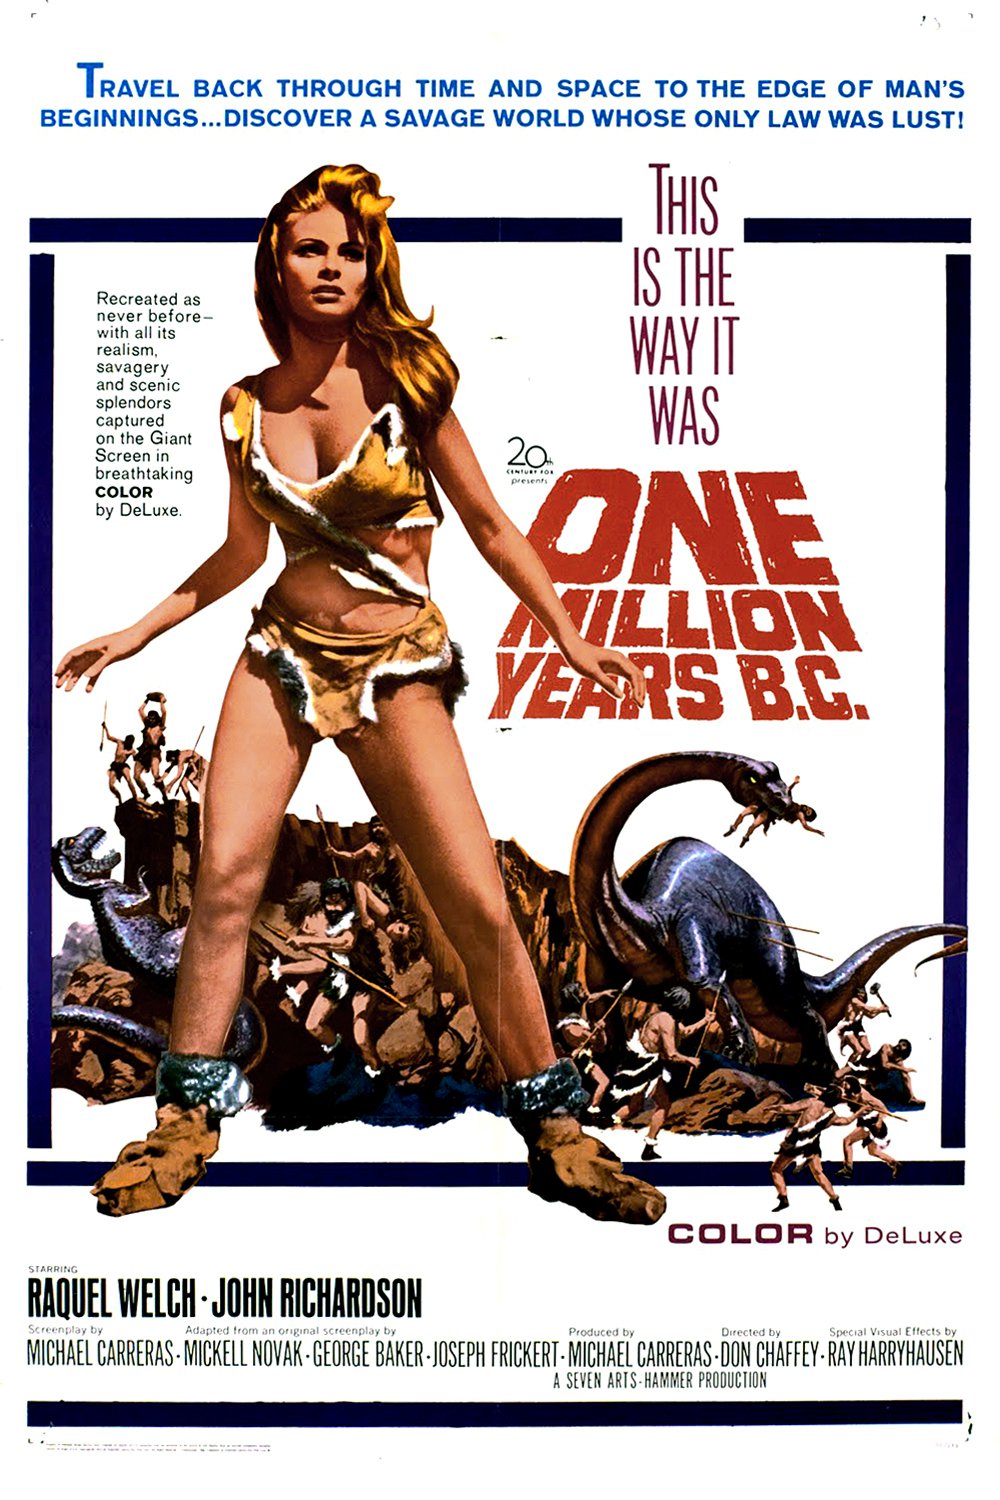 TRAVEL BACK THROUGH TIME AND SPACE TO THE EDGE OF MAN'S
BEGINNINGS...DISCOVER A SAVAGE WORLD WHOSE ONLY LAW WAS LUST!
THIS
IS THE
WAY IT
WAS
Recreated as
never before—
with all its
realism,
savagery
and scenic
splendors
captured
on the Giant
Screen in
breathtaking
COLOR
by DeLuxe.
20th
CENTURY-FOX
presents
ONE
MILLION
YEARS B.C.
COLOR by DeLuxe
STARRING
RAQUEL WELCH · JOHN RICHARDSON
Screenplay by Adapted from an original screenplay by Produced by Directed by Special Visual Effects by
MICHAEL CARRERAS · MICKELL NOVAK · GEORGE BAKER · JOSEPH FRICKERT · MICHAEL CARRERAS · DON CHAFFEY · RAY HARRYHAUSEN
A SEVEN ARTS-HAMMER PRODUCTION